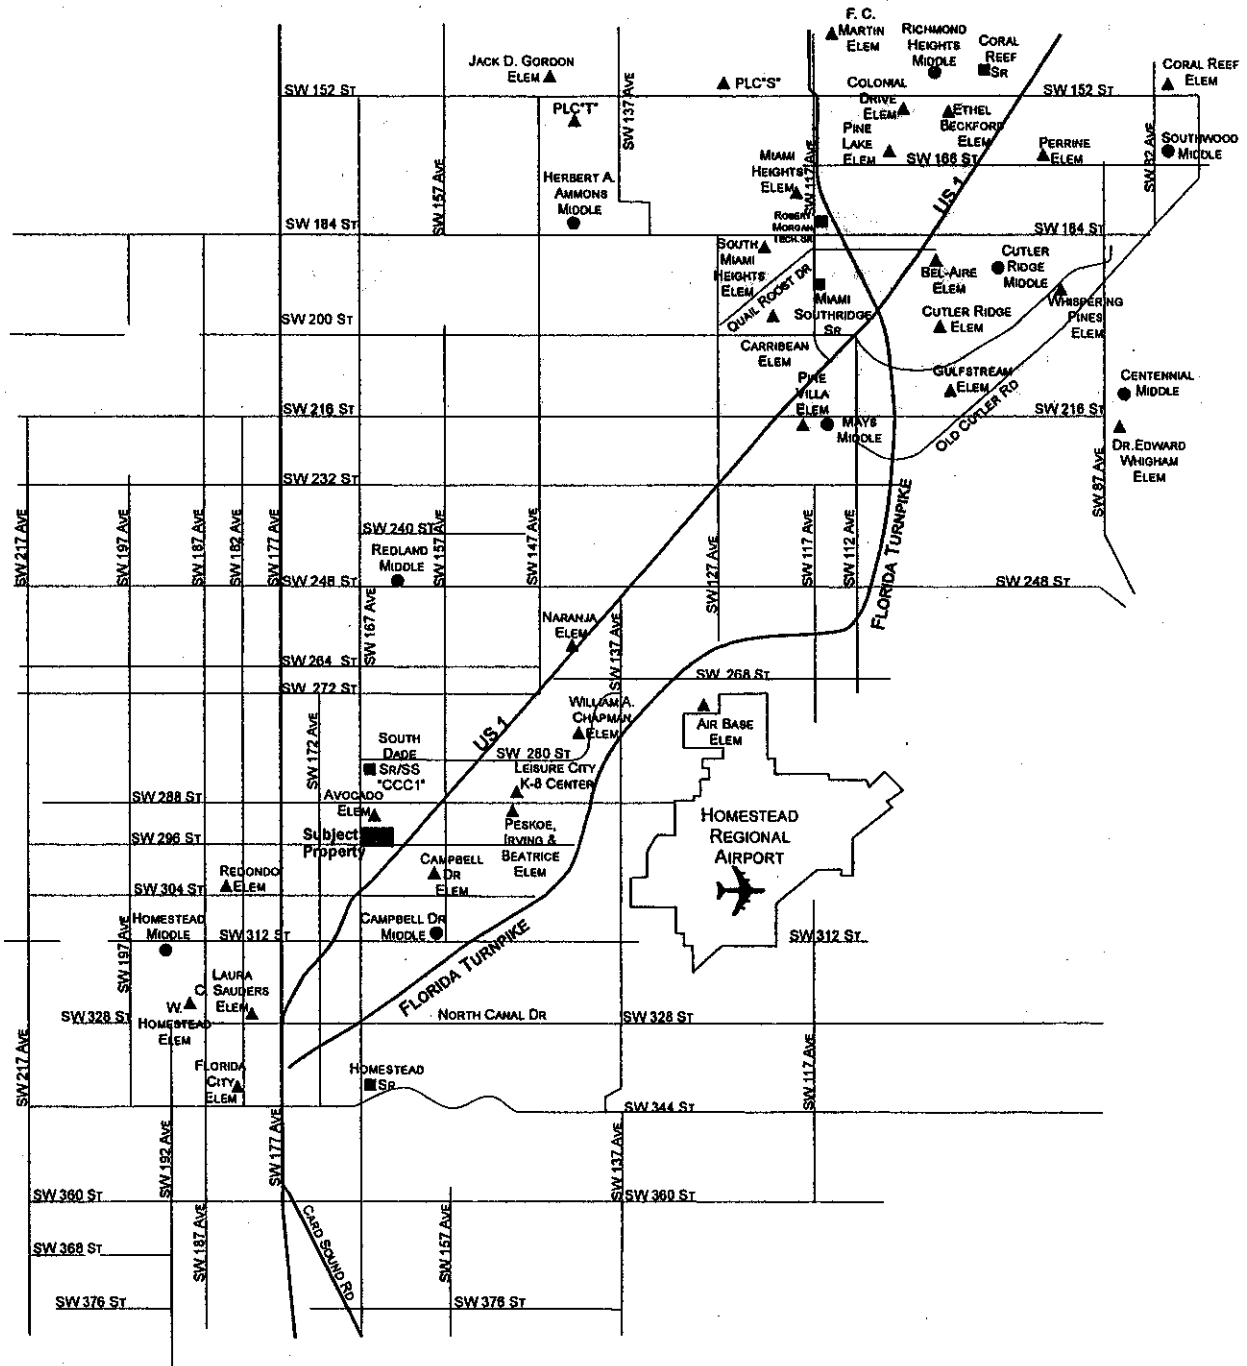 F. C.
MARTIN
ELEM
RICHMOND
HEIGHTS
MIDDLE
CORAL
REEF
SR
JACK D. GORDON
ELEM
PLC"S"
CORAL REEF
ELEM
SW 152 ST
SW 152 ST
COLONIAL
DRIVE
ELEM
PLC"T"
SW 137 AVE
ETHEL
BECKFORD
ELEM
PINE
LAKE
ELEM
PERRINE
ELEM
SOUTHWOOD
MIDDLE
SW 82 AVE
SW 168 ST
MIAMI
HEIGHTS
ELEM
SW 117 AVE
SW 157 AVE
HERBERT A.
AMMONS
MIDDLE
US 1
ROBERT
MORGAN
TECH. SR
SW 184 ST
SW 184 ST
SOUTH
MIAMI
HEIGHTS
ELEM
BEL-AIRE
ELEM
CUTLER
RIDGE
MIDDLE
QUAIL ROOST DR
MIAMI
SOUTHRIDGE
SR
WHISPERING
PINES
ELEM
SW 200 ST
CUTLER RIDGE
ELEM
CARRIBEAN
ELEM
PINE
VILLA
ELEM
GULFSTREAM
ELEM
CENTENNIAL
MIDDLE
SW 216 ST
SW 216 ST
MAYS
MIDDLE
OLD CUTLER RD
DR. EDWARD
WHIGHAM
ELEM
SW 87 AVE
SW 232 ST
SW 217 AVE
SW 197 AVE
SW 187 AVE
SW 182 AVE
SW 177 AVE
SW 240 ST
REDLAND
MIDDLE
SW 157 AVE
SW 147 AVE
SW 127 AVE
SW 117 AVE
SW 112 AVE
FLORIDA TURNPIKE
SW 248 ST
SW 248 ST
SW 167 AVE
NARANJA
ELEM
SW 137 AVE
SW 264 ST
SW 268 ST
SW 272 ST
WILLIAM A.
CHAPMAN
ELEM
AIR BASE
ELEM
SW 172 AVE
SOUTH
DADE
SR/SS
"CCC1"
US 1
SW 280 ST
LEISURE CITY
K-8 CENTER
SW 288 ST
AVOCADO
ELEM
HOMESTEAD
REGIONAL
AIRPORT
Subject
Property
SW 296 ST
PESKOE,
IRVING &
BEATRICE
ELEM
REDONDO
ELEM
CAMPBELL
DR
ELEM
SW 304 ST
HOMESTEAD
MIDDLE
SW 312 ST
CAMPBELL DR
MIDDLE
SW 312 ST
SW 197 AVE
FLORIDA TURNPIKE
LAURA
C. SAUNDERS
ELEM
W.
HOMESTEAD
ELEM
SW 328 ST
NORTH CANAL DR
SW 328 ST
SW 217 AVE
FLORIDA
CITY
ELEM
HOMESTEAD
SR
SW 117 AVE
SW 344 ST
SW 192 AVE
SW 177 AVE
SW 137 AVE
SW 360 ST
SW 360 ST
SW 187 AVE
CARD SOUND RD
SW 157 AVE
SW 368 ST
SW 376 ST
SW 376 ST